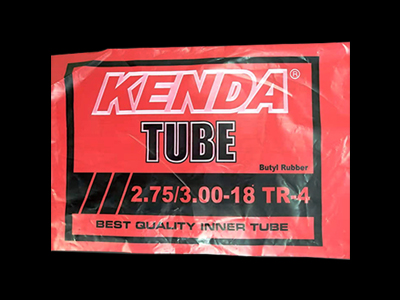 KENDA®
TUBE
Butyl Rubber
2.75/3.00-18 TR-4
BEST QUALITY INNER TUBE